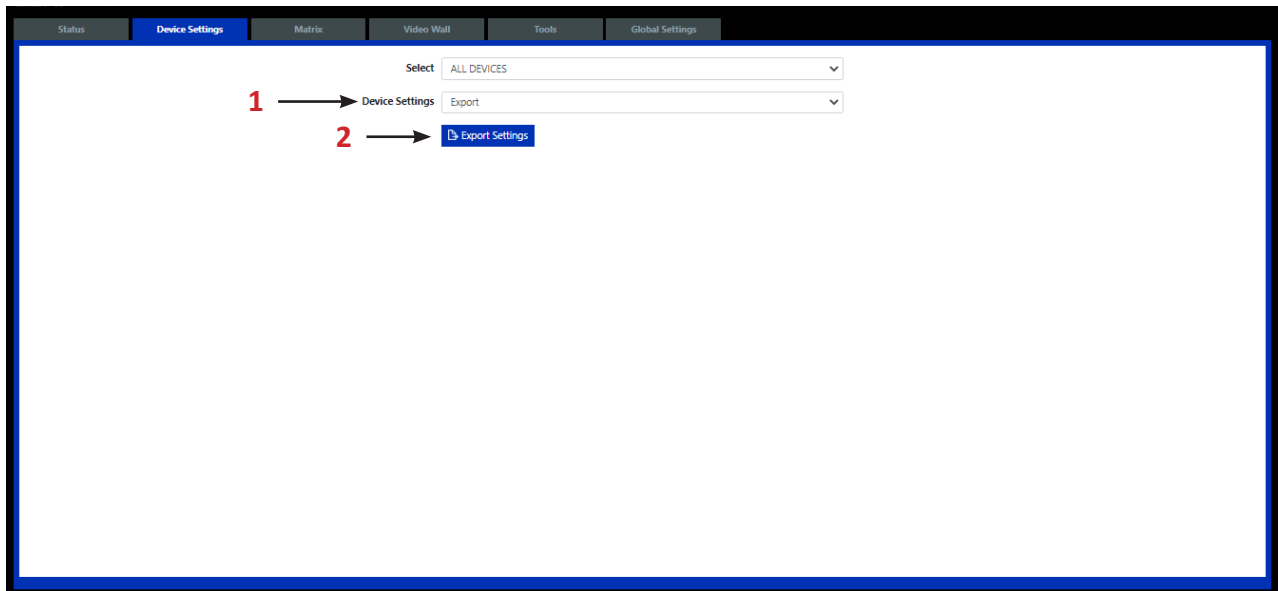 Status Device Settings Matrix Video Wall Tools Global Settings
Select ALL DEVICES
1 Device Settings Export
2 Export Settings